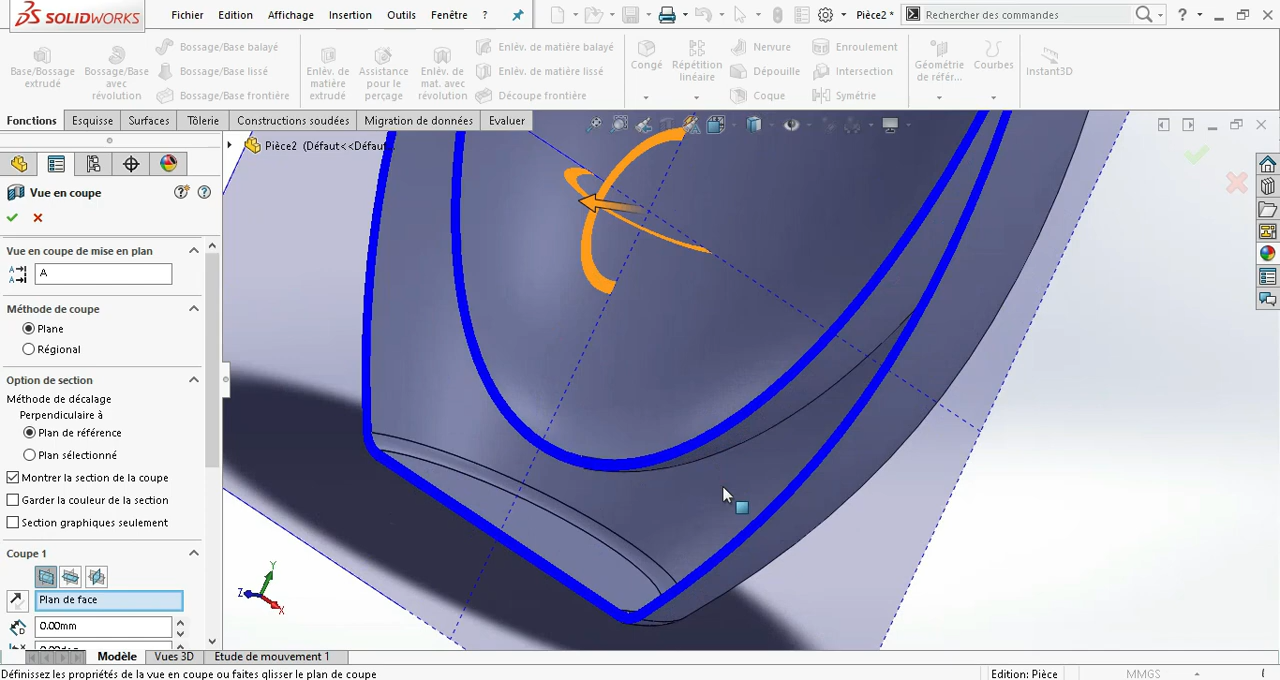 SOLIDWORKS Fichier Edition Affichage Insertion Outils Fenêtre ? Pièce2 * Rechercher des commandes ?
Base/Bossage extrudé
Bossage/Base avec révolution
Bossage/Base balayé
Bossage/Base lissé
Bossage/Base frontière
Enlèv. de matière extrudé
Assistance pour le perçage
Enlèv. de mat. avec révolution
Enlèv. de matière balayé
Enlèv. de matière lissé
Découpe frontière
Congé
Répétition linéaire
Nervure
Dépouille
Coque
Enroulement
Intersection
Symétrie
Géométrie de référ...
Courbes
Instant3D
Fonctions Esquisse Surfaces Tôlerie Constructions soudées Migration de données Evaluer
Pièce2 (Défaut<<Défaut
Vue en coupe
Vue en coupe de mise en plan
A
Méthode de coupe
Plane
Régional
Option de section
Méthode de décalage
Perpendiculaire à
Plan de référence
Plan sélectionné
Montrer la section de la coupe
Garder la couleur de la section
Section graphiques seulement
Coupe 1
Plan de face
0.00mm
Y
Z
X
Modèle Vues 3D Etude de mouvement 1
Définissez les propriétés de la vue en coupe ou faites glisser le plan de coupe Edition: Pièce MMGS